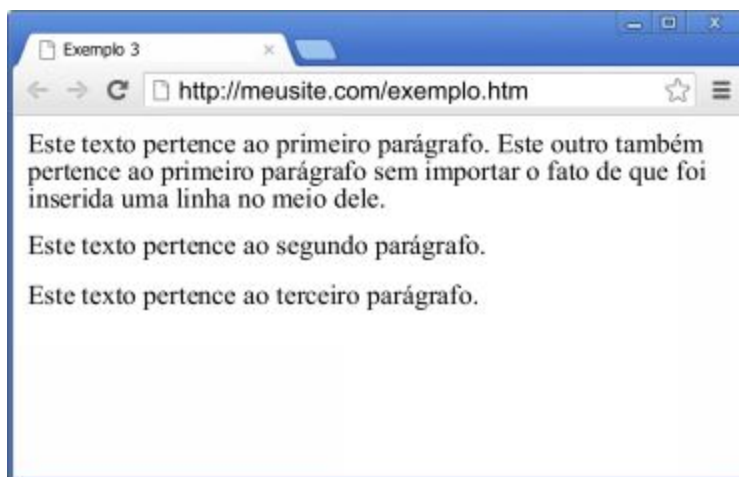 Exemplo 3
http://meusite.com/exemplo.htm
Este texto pertence ao primeiro parágrafo. Este outro também
pertence ao primeiro parágrafo sem importar o fato de que foi
inserida uma linha no meio dele.
Este texto pertence ao segundo parágrafo.
Este texto pertence ao terceiro parágrafo.